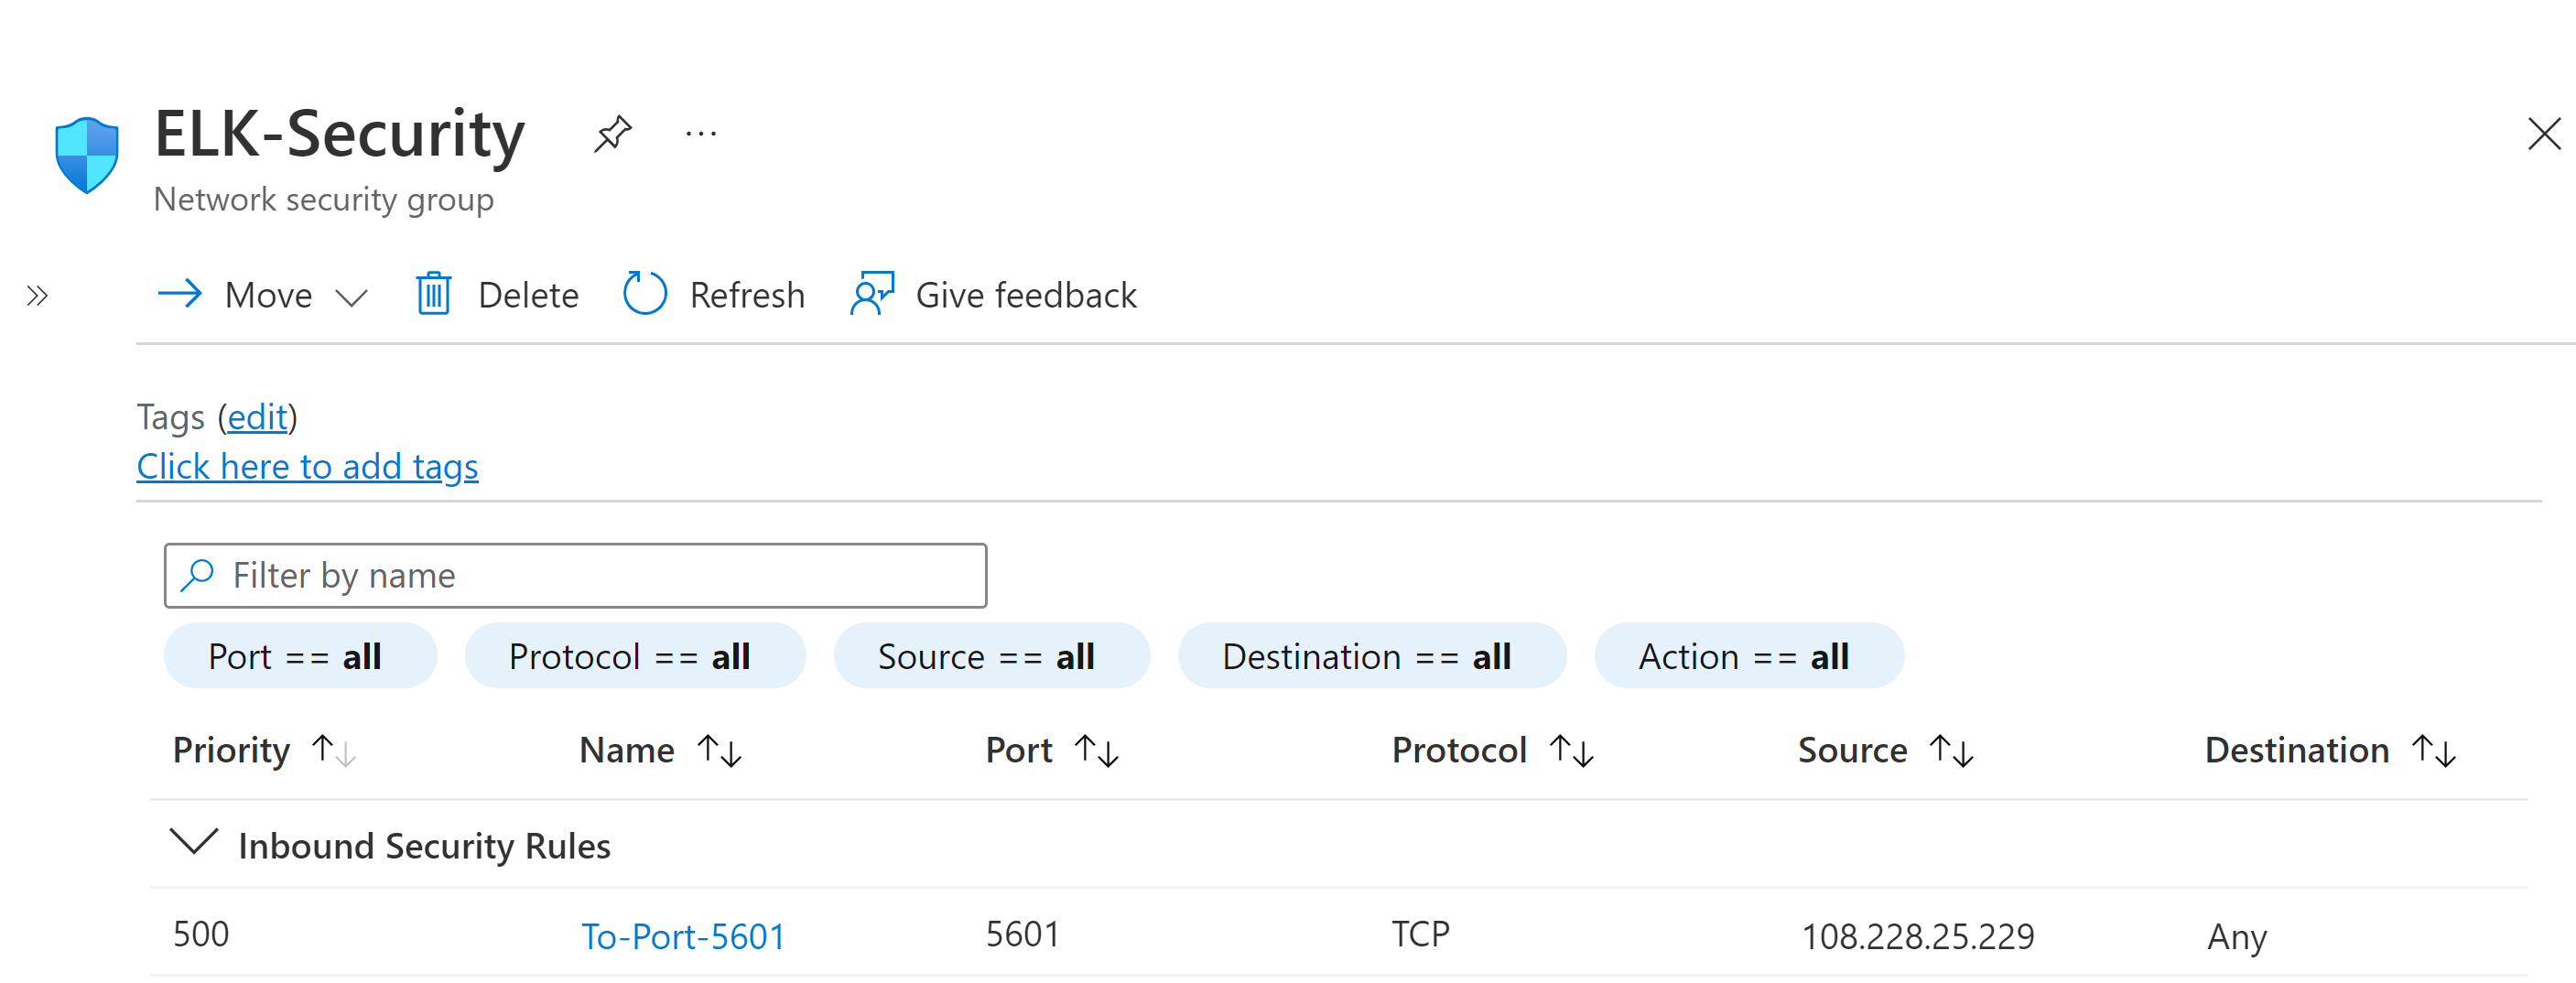 ELK-Security
...
Network security group
Move Delete Refresh Give feedback
Tags (edit)
Click here to add tags
Filter by name
Port == all Protocol == all Source == all Destination == all Action == all
Priority Name Port Protocol Source Destination
Inbound Security Rules
500 To-Port-5601 5601 TCP 108.228.25.229 Any